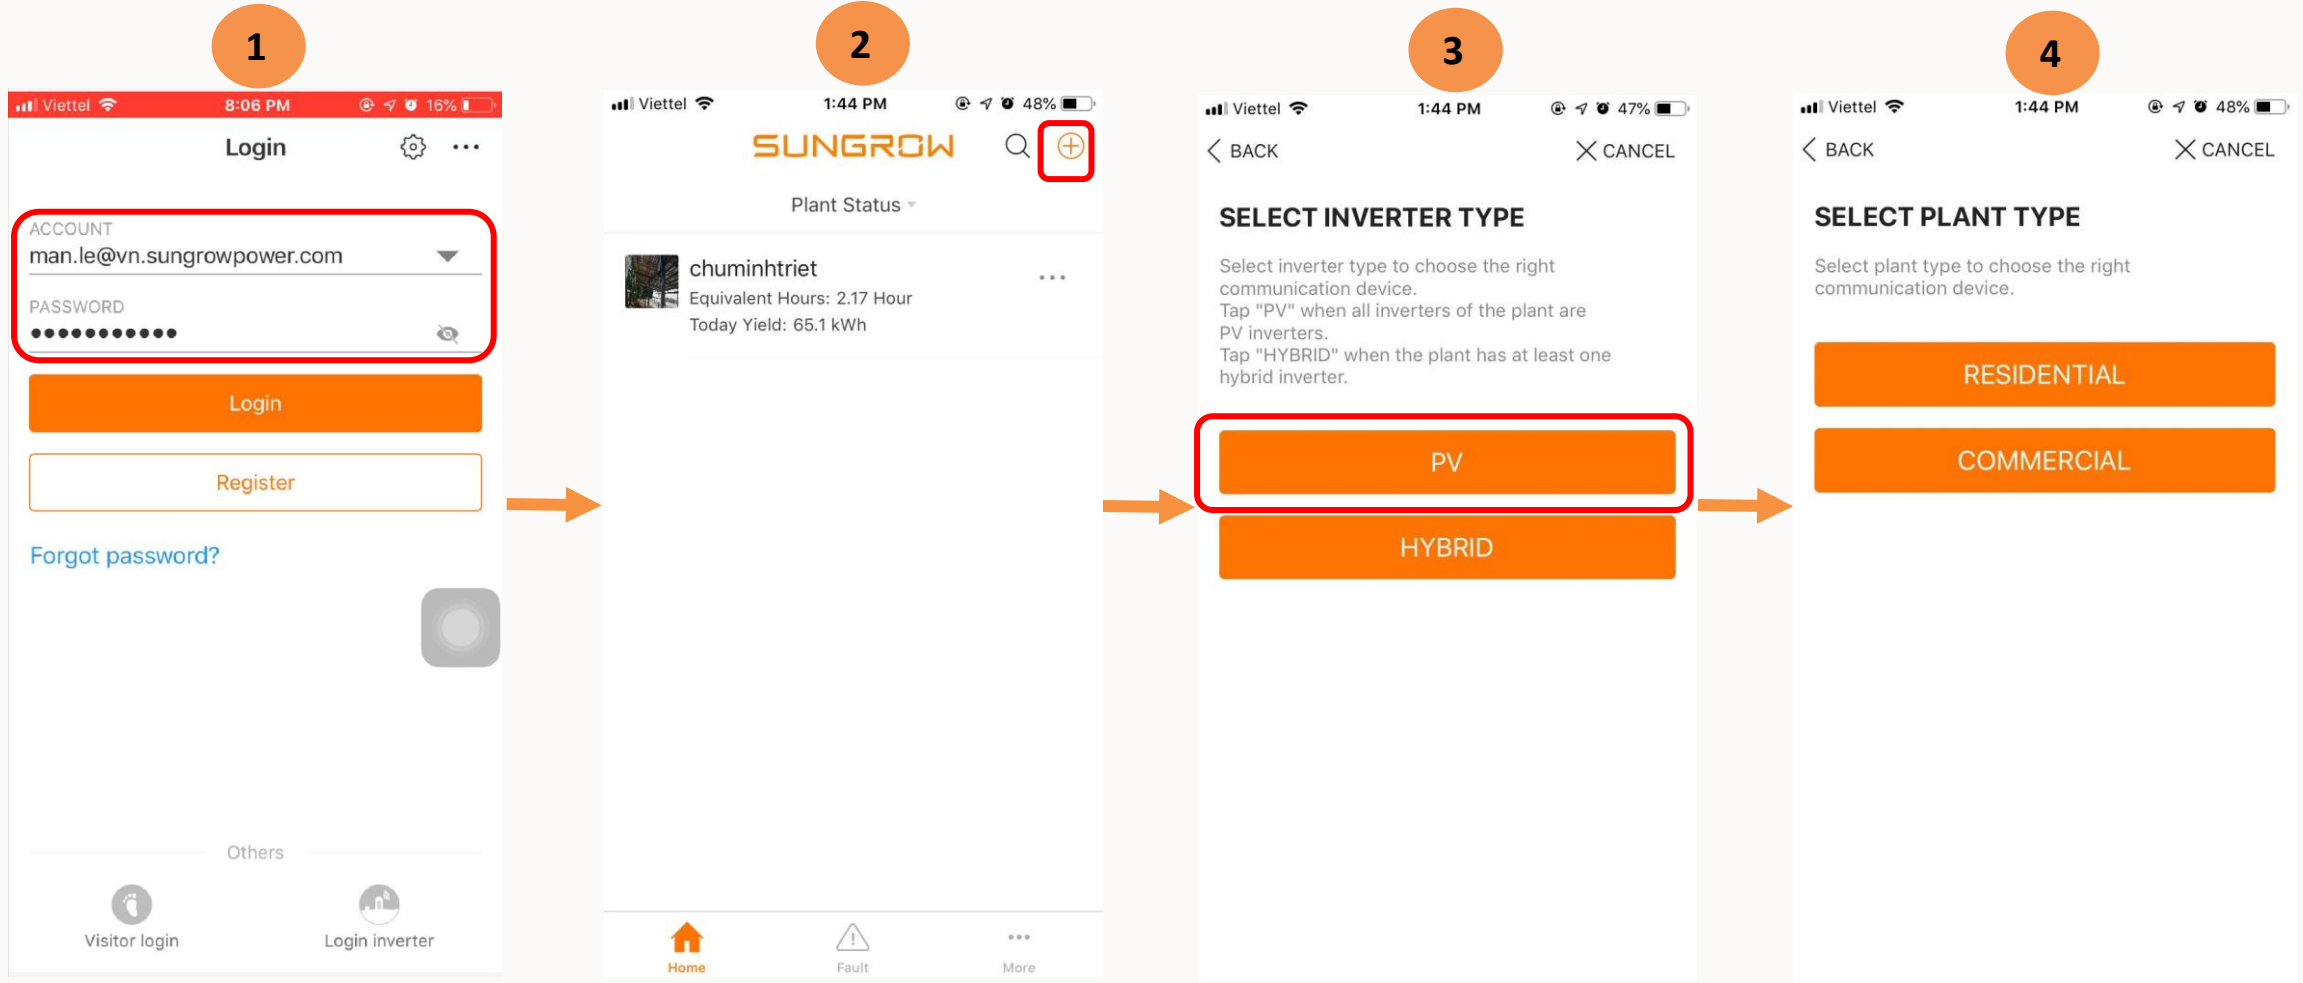 1
Viettel 8:06 PM 16%
Login
ACCOUNT
man.le@vn.sungrowpower.com
PASSWORD
Login
Register
Forgot password?
Others
Visitor login
Login inverter
2
Viettel 1:44 PM 48%
SUNGROW
Plant Status
chuminhtriet
Equivalent Hours: 2.17 Hour
Today Yield: 65.1 kWh
Home
Fault
More
3
Viettel 1:44 PM 47%
BACK
CANCEL
SELECT INVERTER TYPE
Select inverter type to choose the right
communication device.
Tap "PV" when all inverters of the plant are
PV inverters.
Tap "HYBRID" when the plant has at least one
hybrid inverter.
PV
HYBRID
4
Viettel 1:44 PM 48%
BACK
CANCEL
SELECT PLANT TYPE
Select plant type to choose the right
communication device.
RESIDENTIAL
COMMERCIAL